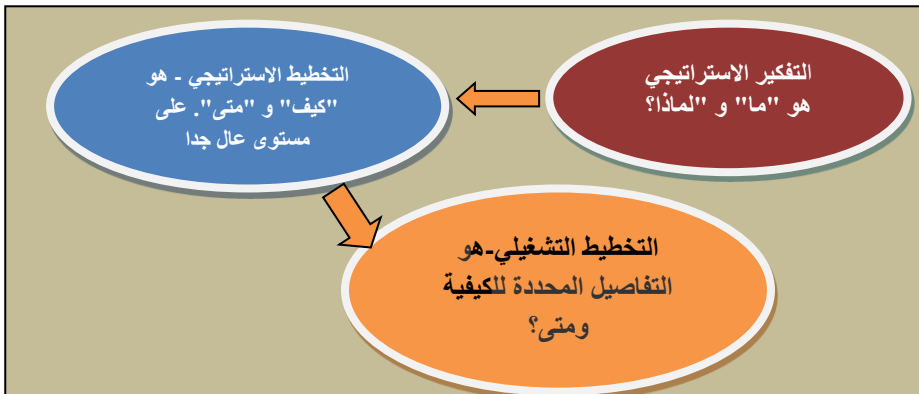 التفكير الاستراتيجي
هو "ما" و "لماذا؟
التخطيط الاستراتيجي - هو
"كيف" و "متى". على
مستوى عال جدا
التخطيط التشغيلي-هو
التفاصيل المحددة للكيفية
ومتى؟